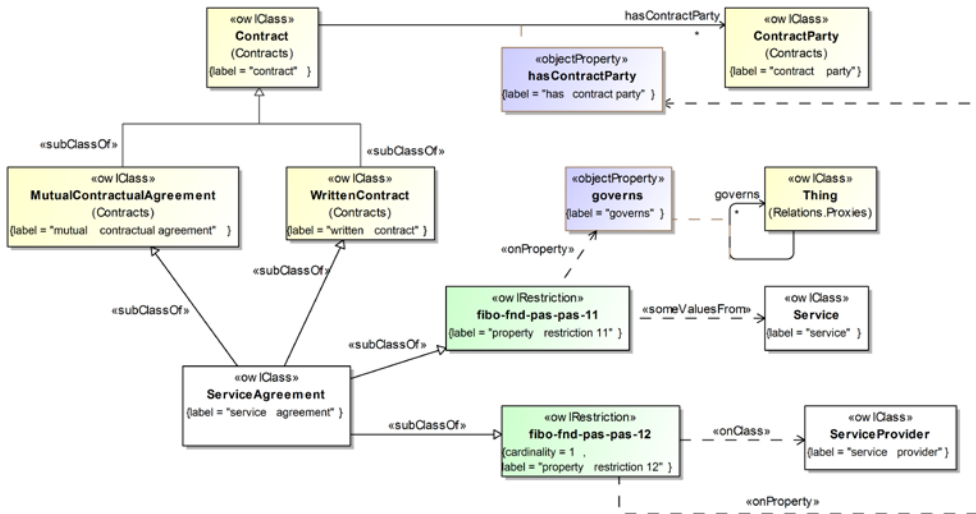 «owlClass»
Contract
(Contracts)
{label = "contract" }
hasContractParty
*
«owlClass»
ContractParty
(Contracts)
{label = "contract party"}
«objectProperty»
hasContractParty
{label = "has contract party" }
«subClassOf»
«subClassOf»
«owlClass»
MutualContractualAgreement
(Contracts)
{label = "mutual contractual agreement" }
«owlClass»
WrittenContract
(Contracts)
{label = "written contract" }
«objectProperty»
governs
{label = "governs" }
governs
*
«owlClass»
Thing
(Relations.Proxies)
«onProperty»
«subClassOf»
«subClassOf»
«owlRestriction»
fibo-fnd-pas-pas-11
{label = "property restriction 11" }
«someValuesFrom»
«owlClass»
Service
{label = "service" }
«subClassOf»
«owlClass»
ServiceAgreement
{label = "service agreement" }
«subClassOf»
«owlRestriction»
fibo-fnd-pas-pas-12
{cardinality = 1 ,
label = "property restriction 12" }
«onClass»
«owlClass»
ServiceProvider
{label = "service provider"}
«onProperty»